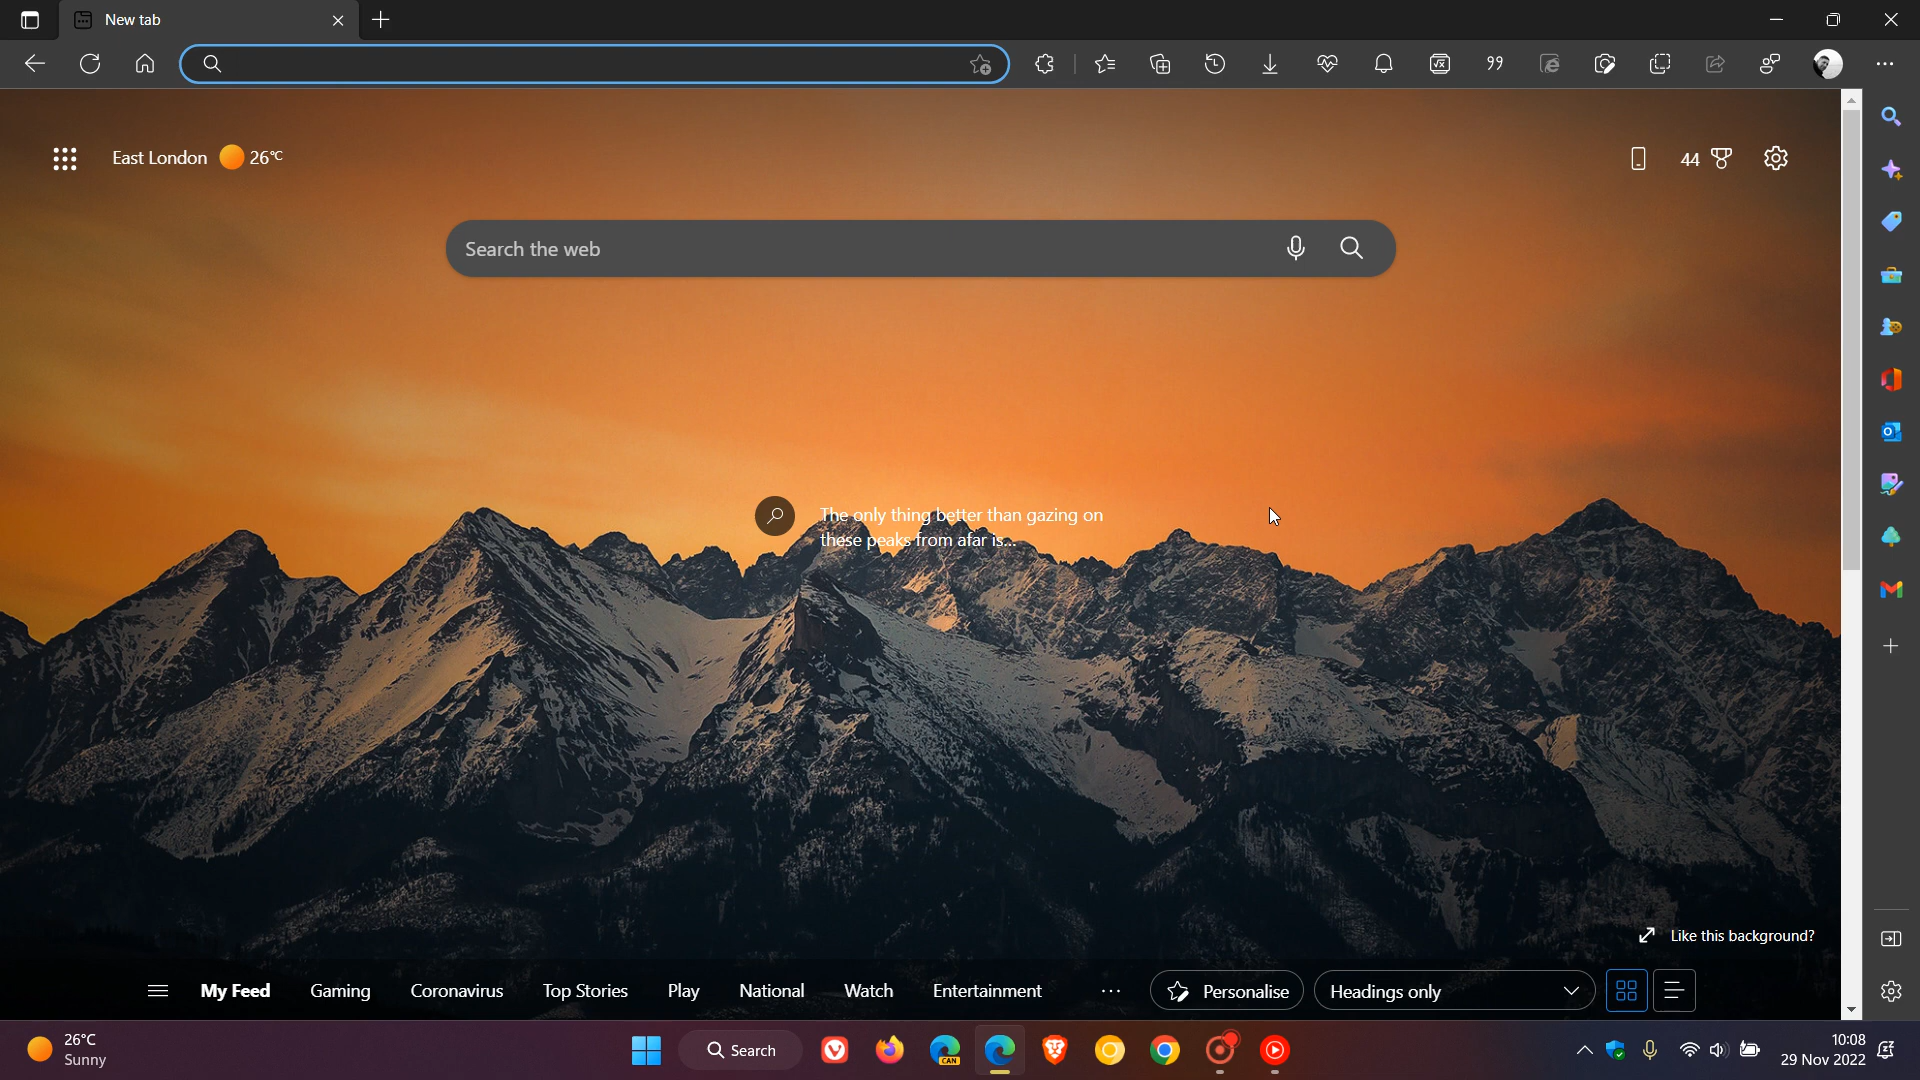 New tab
East London 26°C
44
Search the web
The only thing better than gazing on
these peaks from afar is...
Like this background?
My Feed Gaming Coronavirus Top Stories Play National Watch Entertainment ... Personalise Headings only
26°C
Sunny
Search
CAN
10:08
29 Nov 2022